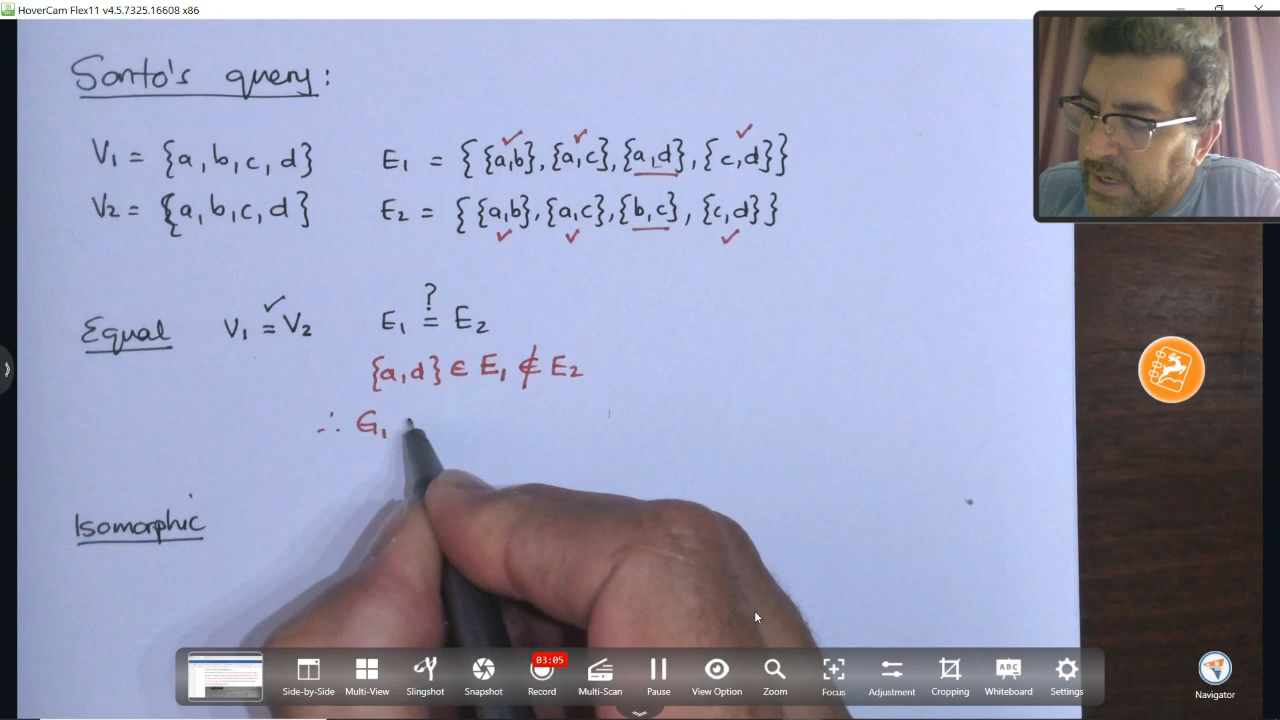 HoverCam Flex11 v4.5.7325.16608 x86
Sonto's query:
V₁ = {a,b,c,d} E₁ = {{a,b},{a,c},{a,d},{c,d}}
V₂ = {a,b,c,d} E₂ = {{a,b},{a,c},{b,c},{c,d}}
Equal V₁ = V₂ E₁ ≟ E₂
{a,d} ∈ E₁ ∉ E₂
∴ G₁
Isomorphic
03:05
Side-by-Side Multi-View Slingshot Snapshot Record Multi-Scan Pause View Option Zoom Focus Adjustment Cropping Whiteboard Settings
ABC
Navigator